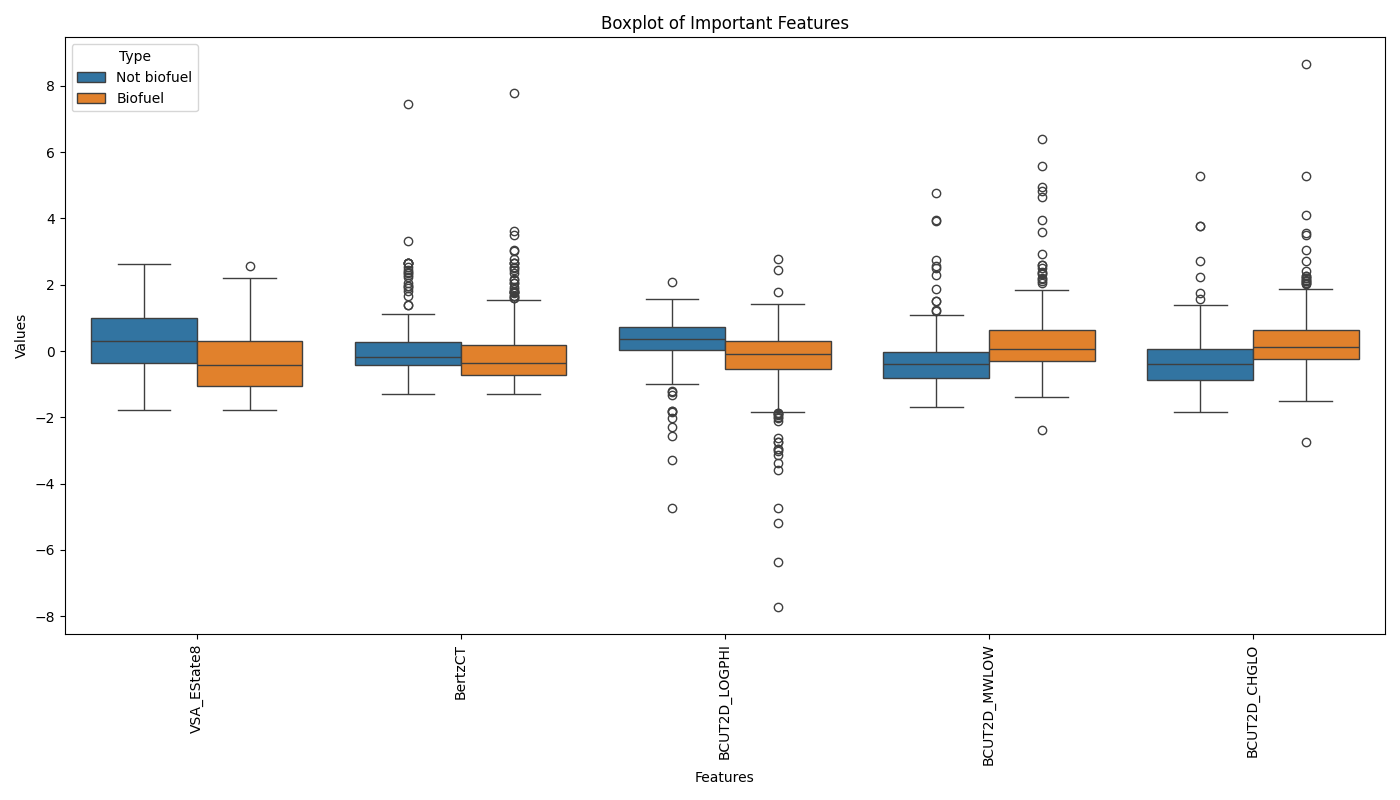 Boxplot of Important Features
Type
Not biofuel
Biofuel
Values
8
6
4
2
0
−2
−4
−6
−8
VSA_EState8
BertzCT
BCUT2D_LOGPHI
BCUT2D_MWLOW
BCUT2D_CHGLO
Features